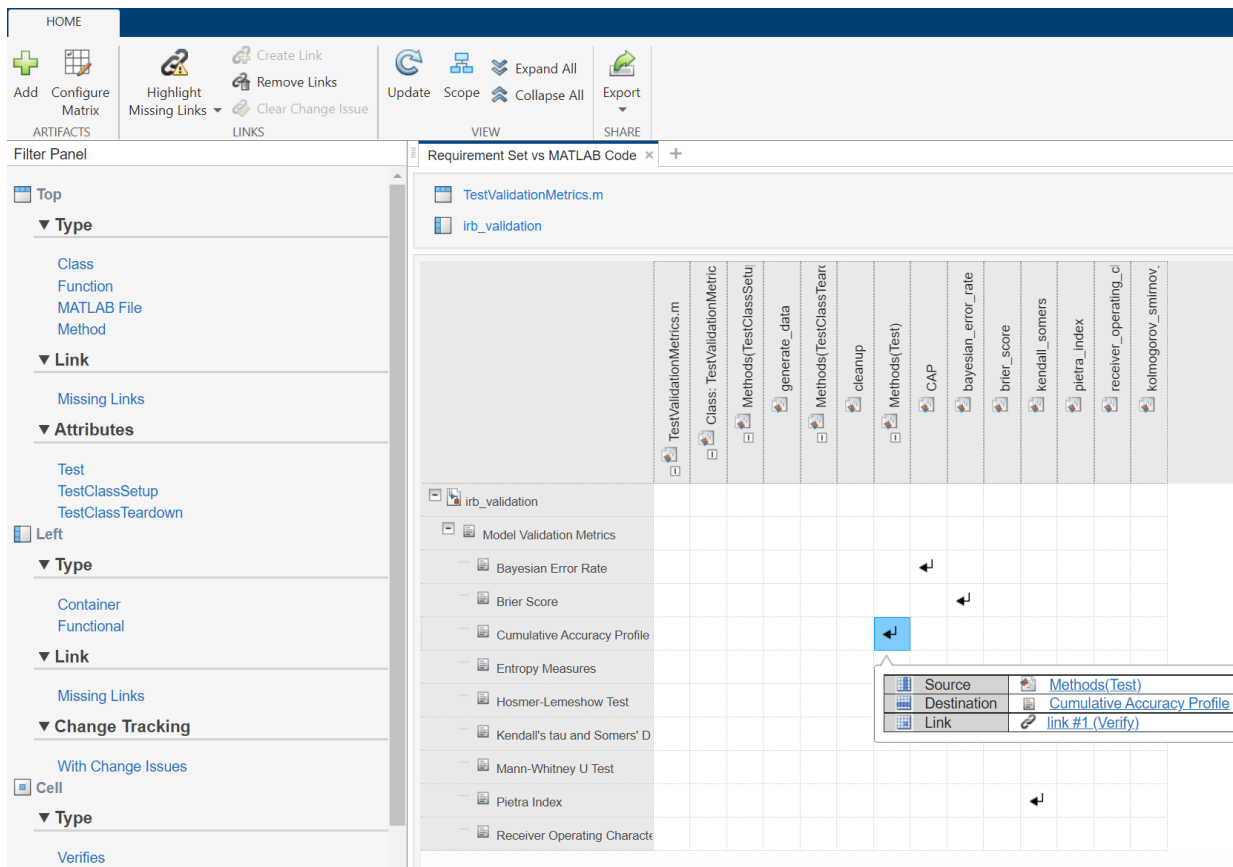 HOME
Add
Configure
Matrix
ARTIFACTS
Highlight
Missing Links
Create Link
Remove Links
Clear Change Issue
LINKS
Update
Scope
Expand All
Collapse All
VIEW
Export
SHARE
Filter Panel
Top
Type
Class
Function
MATLAB File
Method
Link
Missing Links
Attributes
Test
TestClassSetup
TestClassTeardown
Left
Type
Container
Functional
Link
Missing Links
Change Tracking
With Change Issues
Cell
Type
Verifies
Requirement Set vs MATLAB Code
TestValidationMetrics.m
irb_validation
TestValidationMetrics.m
Class: TestValidationMetric
Methods(TestClassSetu
generate_data
Methods(TestClassTear
cleanup
Methods(Test)
CAP
bayesian_error_rate
brier_score
kendall_somers
pietra_index
receiver_operating_c
kolmogorov_smirnov_
irb_validation
Model Validation Metrics
Bayesian Error Rate
Brier Score
Cumulative Accuracy Profile
Entropy Measures
Hosmer-Lemeshow Test
Kendall's tau and Somers' D
Mann-Whitney U Test
Pietra Index
Receiver Operating Characte
Source Methods(Test)
Destination Cumulative Accuracy Profile
Link link #1 (Verify)